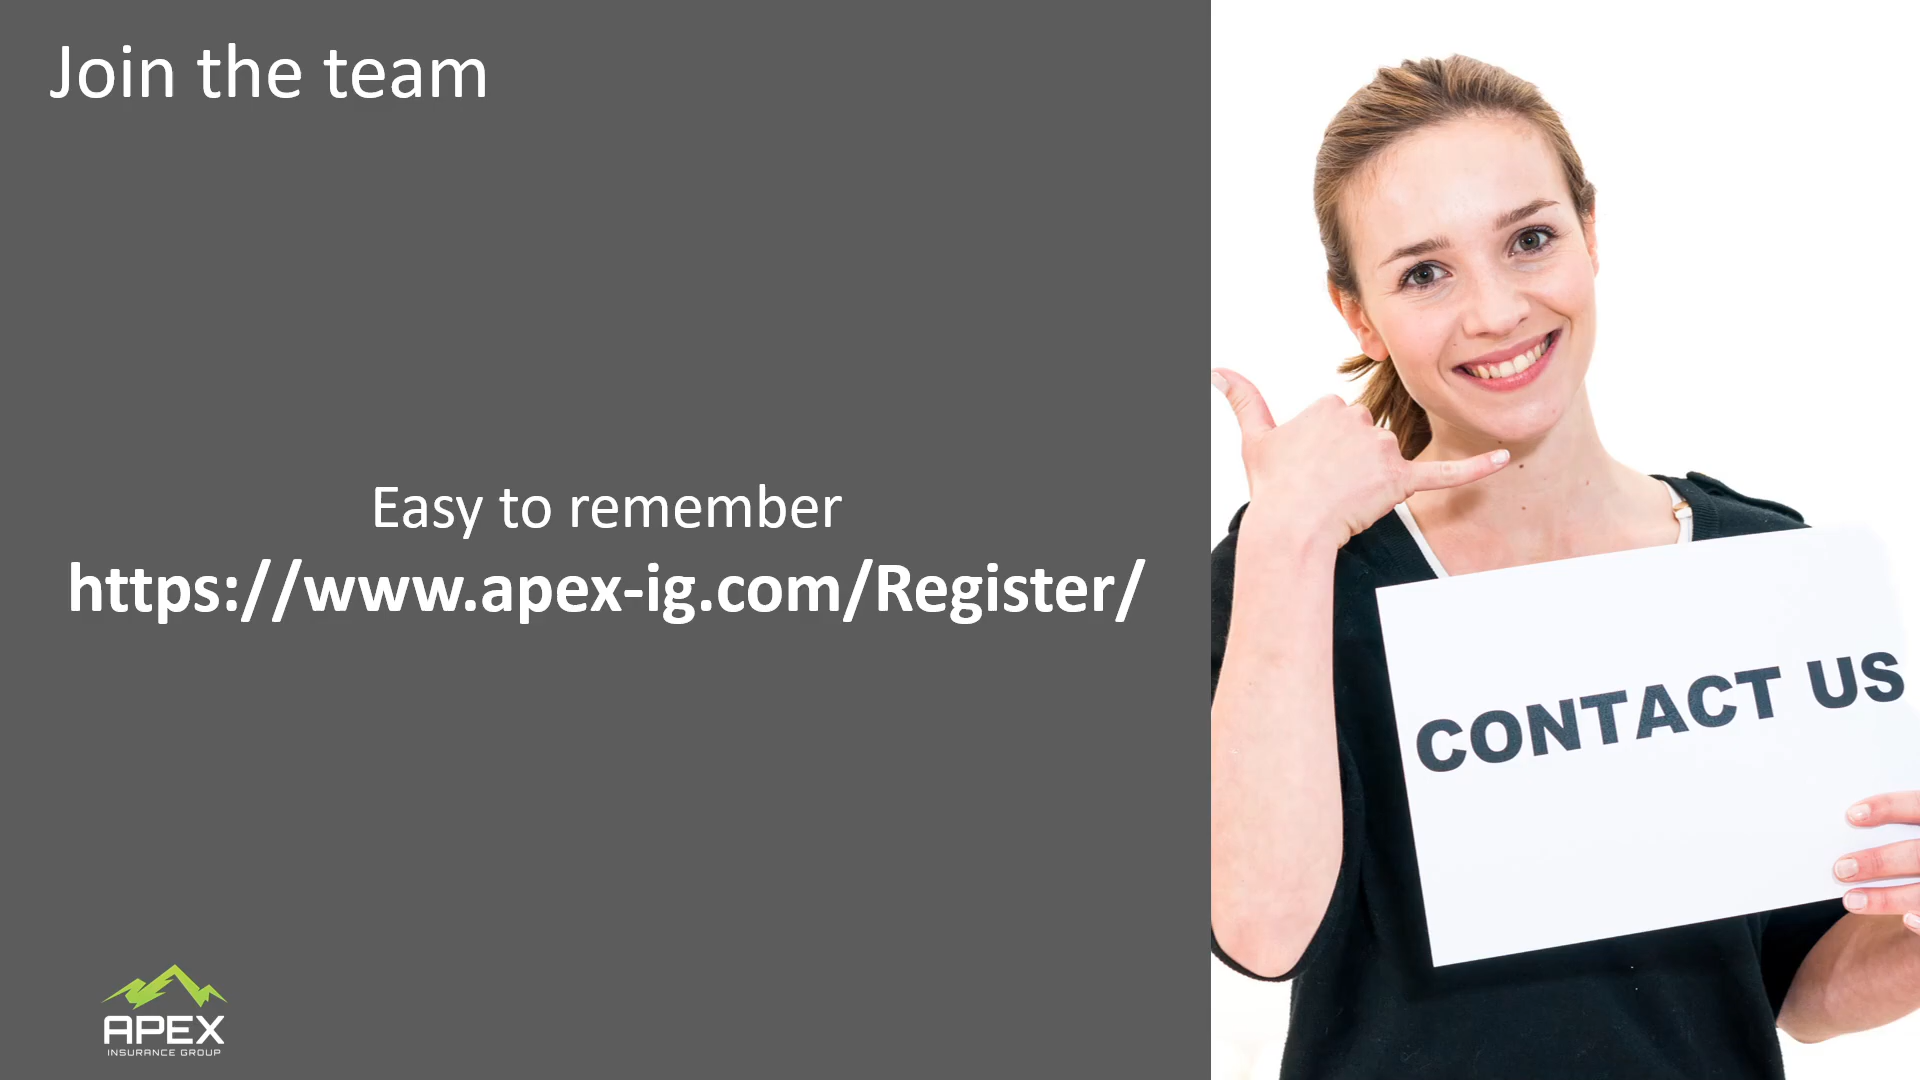 Join the team
Easy to remember
https://www.apex-ig.com/Register/
CONTACT US
APEX
INSURANCE GROUP